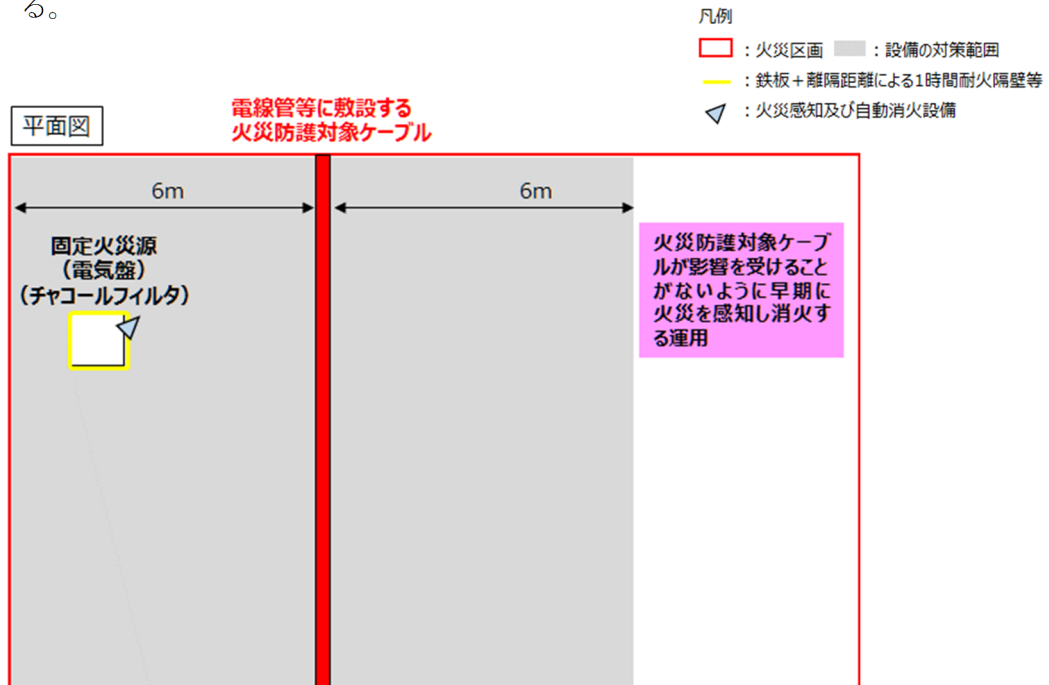 る。
凡例
：火災区画
：設備の対策範囲
：鉄板＋離隔距離による1時間耐火隔壁等
：火災感知及び自動消火設備
平面図
電線管等に敷設する
火災防護対象ケーブル
6m
6m
固定火災源
（電気盤）
（チャコールフィルタ）
火災防護対象ケーブ
ルが影響を受けること
がないように早期に
火災を感知し消火す
る運用